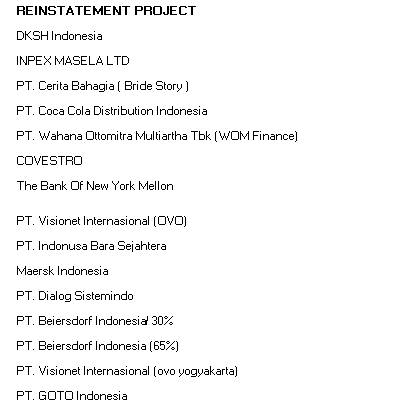 REINSTATEMENT PROJECT
DKSH Indonesia
INPEX MASELA LTD
PT. Cerita Bahagia ( Bride Story )
PT. Coca Cola Distribution Indonesia
PT. Wahana Ottomitra Multiartha Tbk (WOM Finance)
COVESTRO
The Bank Of New York Mellon
PT. Visionet Internasional (OVO)
PT. Indonusa Bara Sejahtera
Maersk Indonesia
PT. Dialog Sistemindo
PT. Beiersdorf Indonesia/ 30%
PT. Beiersdorf Indonesia (65%)
PT. Visionet Internasional (ovo yogyakarta)
PT. GOTO Indonesia